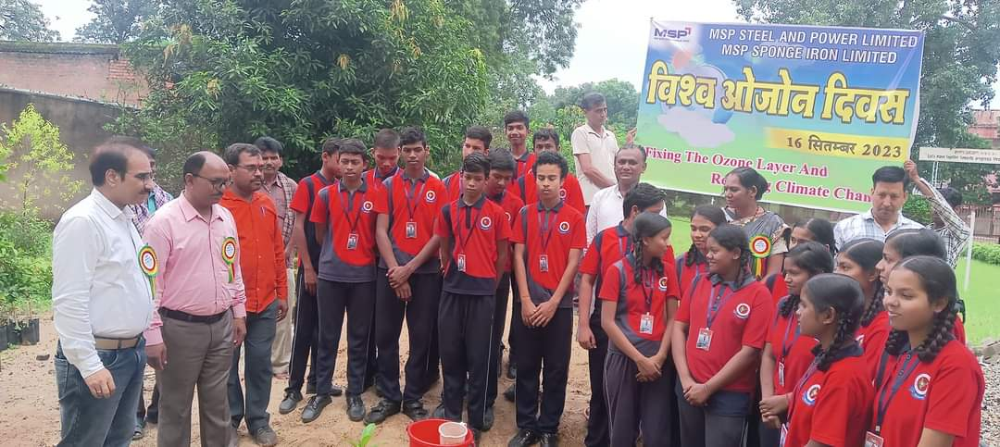 MSP
MSP STEEL AND POWER LIMITED
MSP SPONGE IRON LIMITED
विश्व ओजोन दिवस
16 सितम्बर 2023
Fixing The Ozone Layer And
Climate Chan